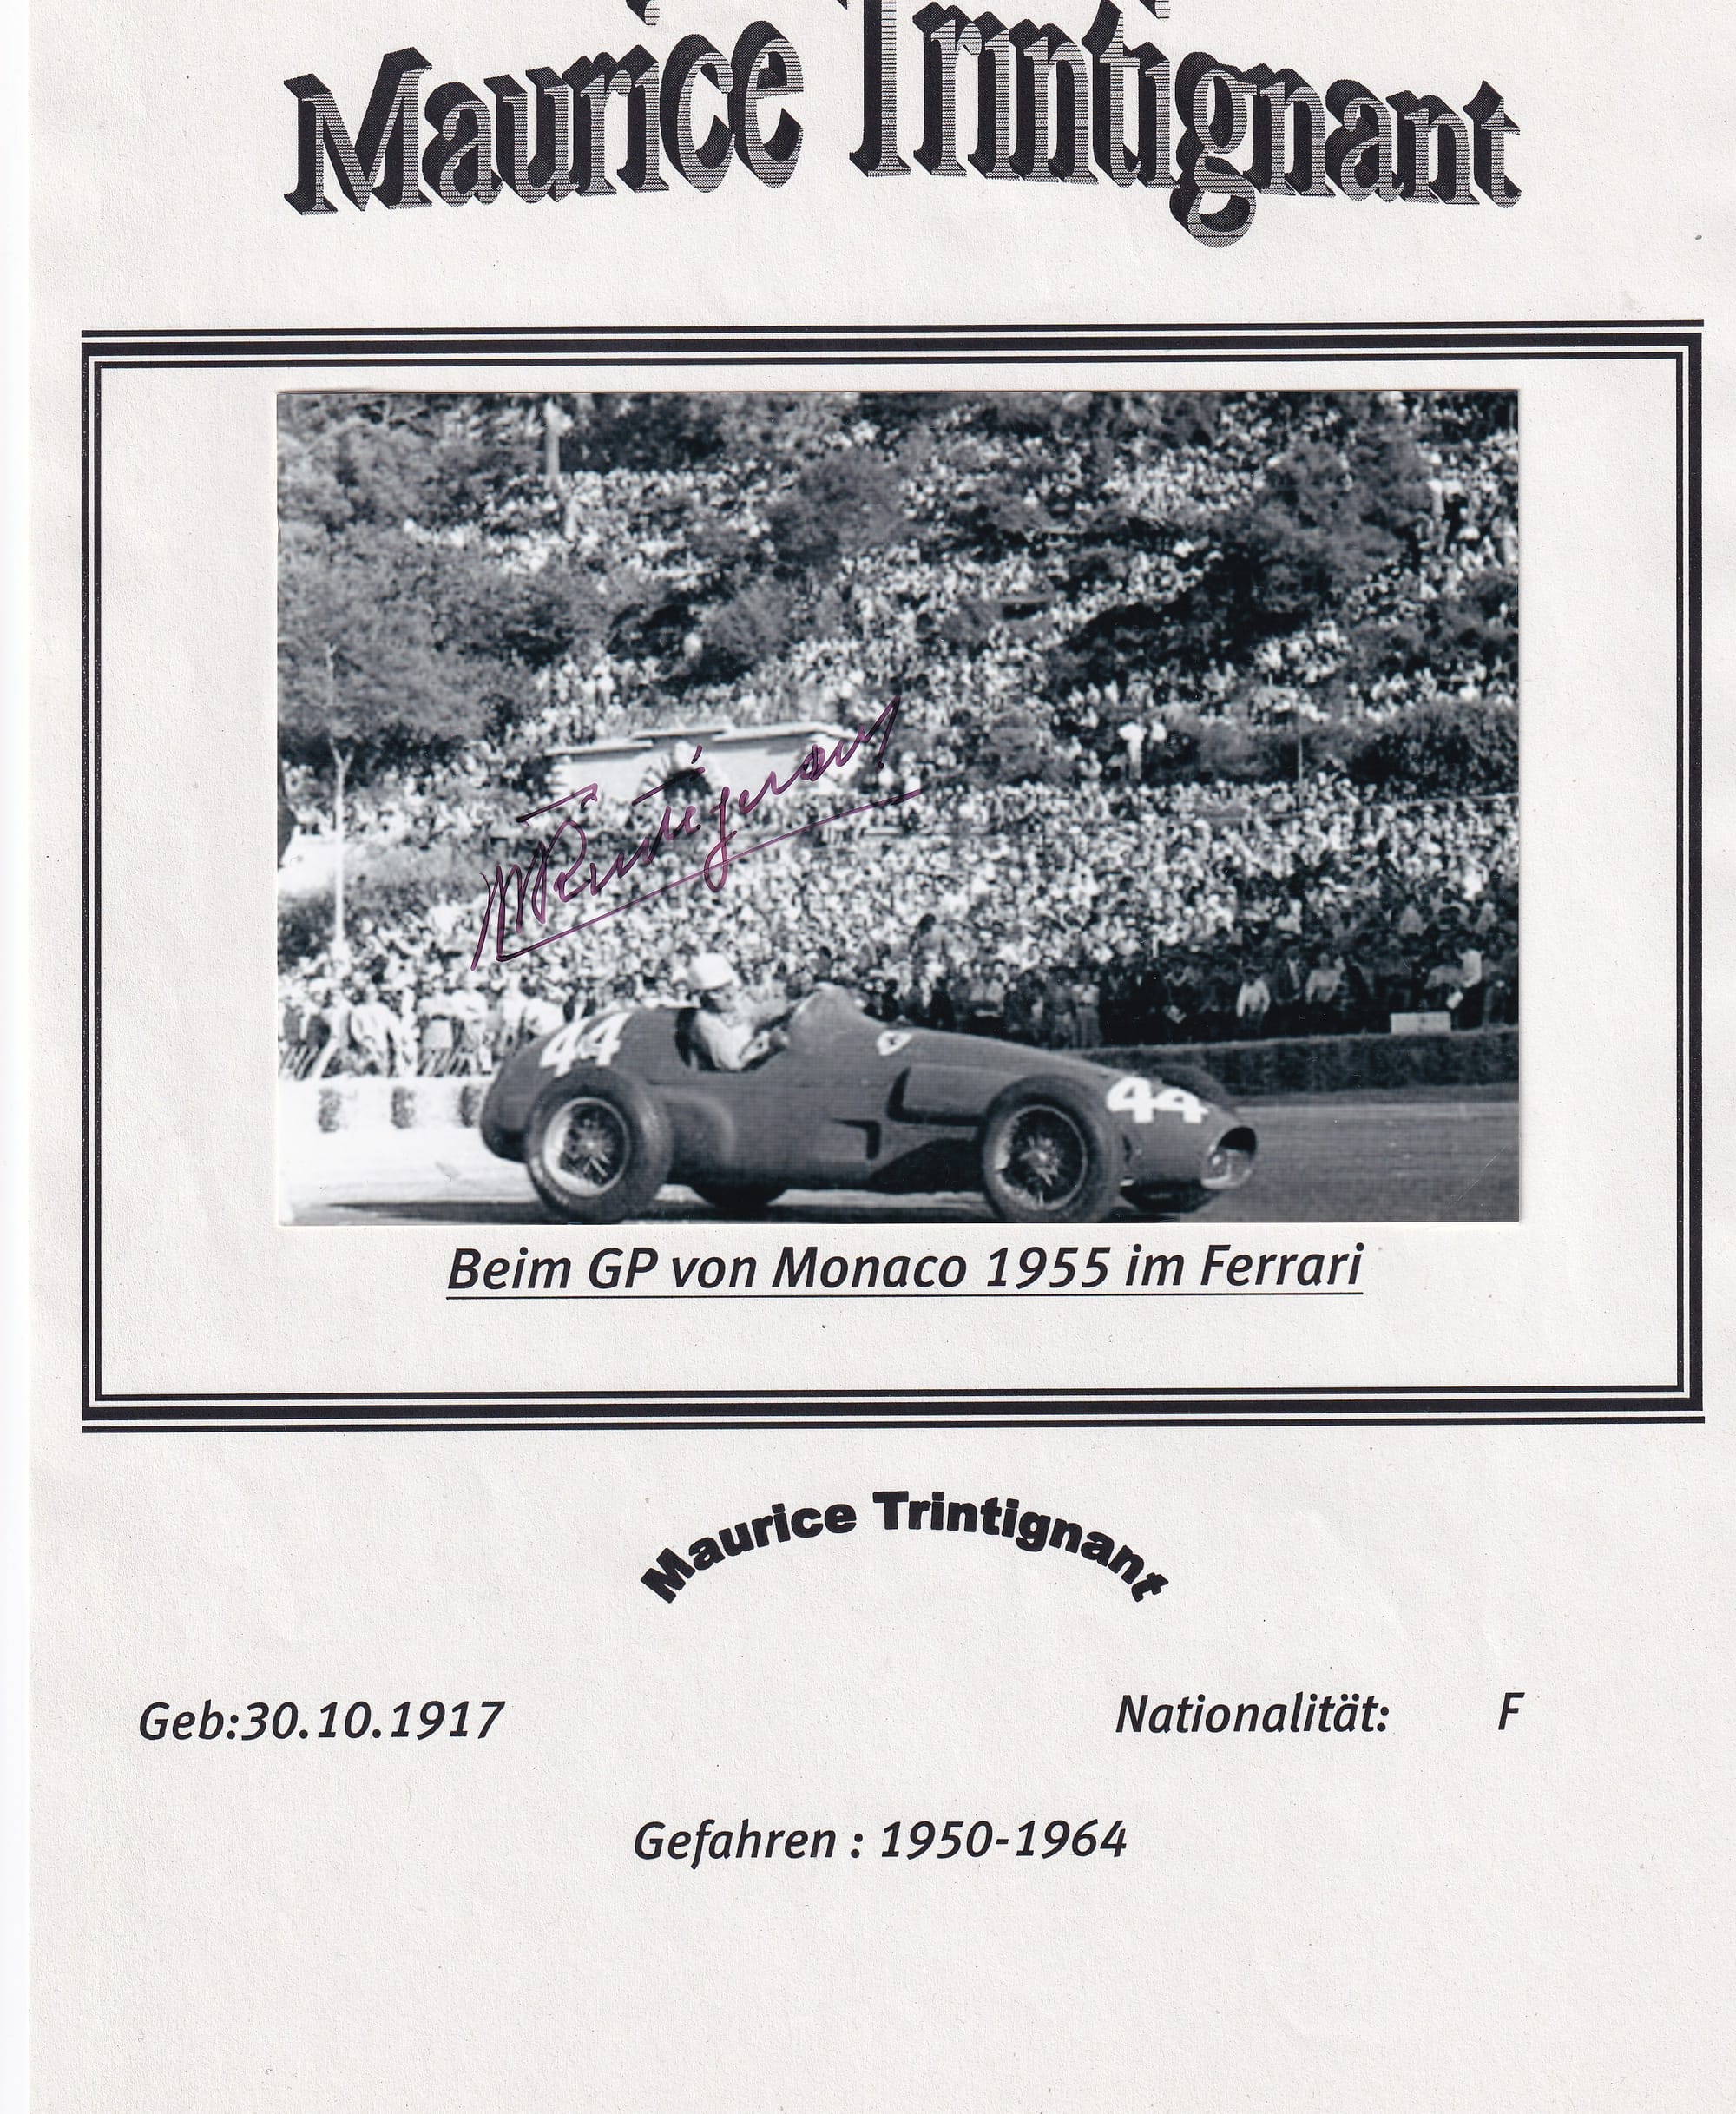 Maurice Trintignant
MTrintignant
44
44
Beim GP von Monaco 1955 im Ferrari
Maurice Trintignant
Geb:30.10.1917 Nationalität: F
Gefahren : 1950-1964